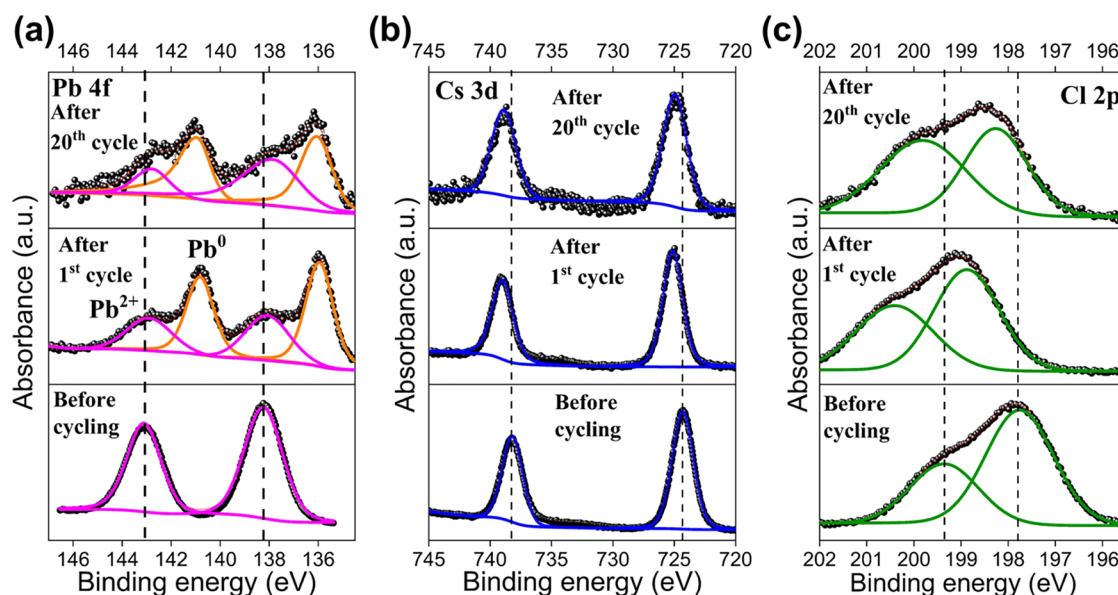 (a)
146 144 142 140 138 136
Pb 4f
After
20th cycle
After
1st cycle
Pb2+
Pb0
Before
cycling
Absorbance (a.u.)
Absorbance (a.u.)
146 144 142 140 138 136
Binding energy (eV)
(b)
745 740 735 730 725 720
Cs 3d
After
20th cycle
After
1st cycle
Before
cycling
Absorbance (a.u.)
745 740 735 730 725 720
Binding energy (eV)
(c)
202 201 200 199 198 197 196
Cl 2p
After
20th cycle
After
1st cycle
Before
cycling
202 201 200 199 198 197 196
Binding energy (eV)